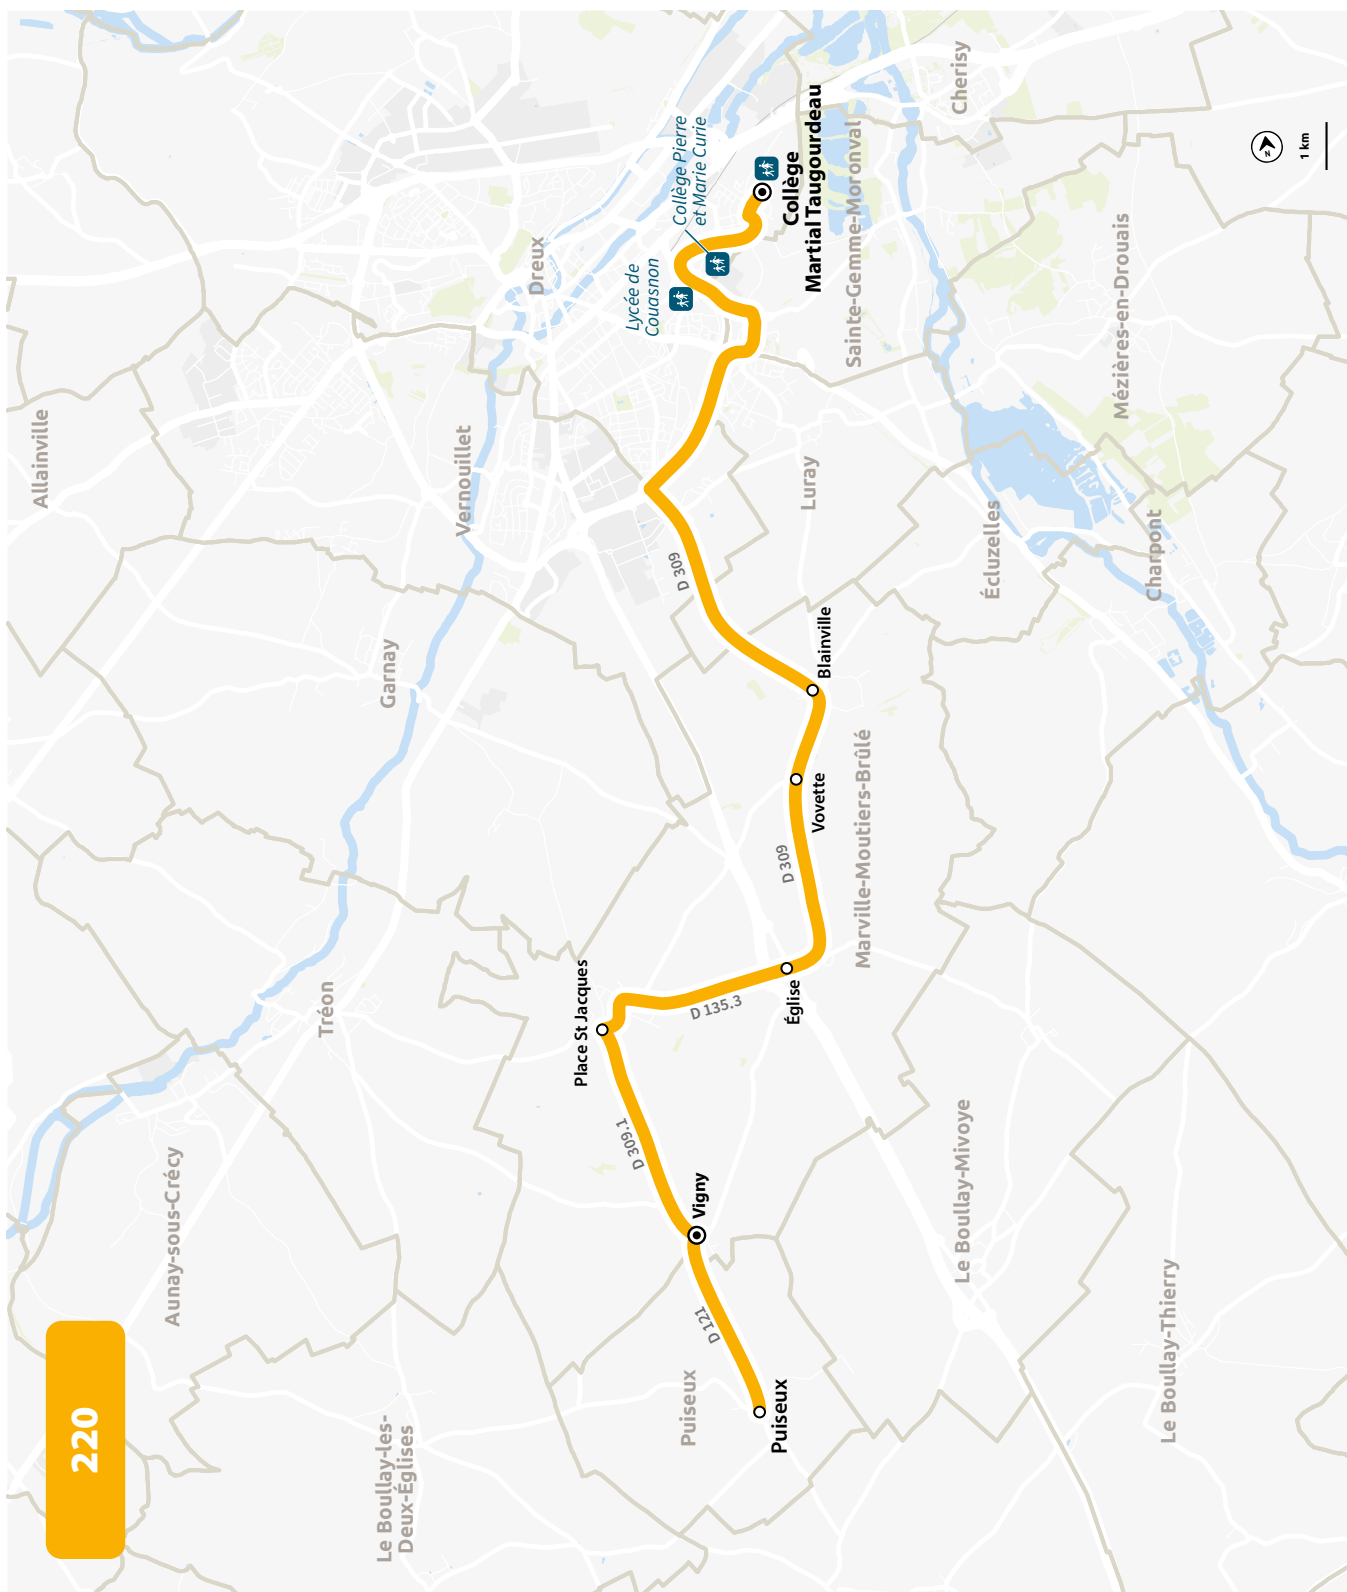 220
Allainville
Vernouillet
Dreux
Garnay
Tréon
Aunay-sous-Crécy
Le Boullay-les-
Deux-Églises
Lycée de
Couasnon
Collège Pierre
et Marie Curie
Collège
Martial Taugourdeau
Sainte-Gemme-Moronval
Cherisy
Mézières-en-Drouais
Luray
Écluzelles
Charpont
D 309
Blainville
Vovette
D 309
Marville-Moutiers-Brûlé
Église
D 135.3
Place St Jacques
D 309.1
Vigny
D 121
Puiseux
Puiseux
Le Boullay-Mivoye
Le Boullay-Thierry
N
1 km